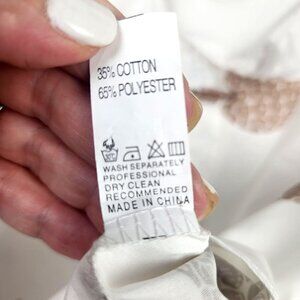 35% COTTON
65% POLYESTER
WASH SEPARATELY
PROFESSIONAL
DRY CLEAN
RECOMMENDED
MADE IN CHINA